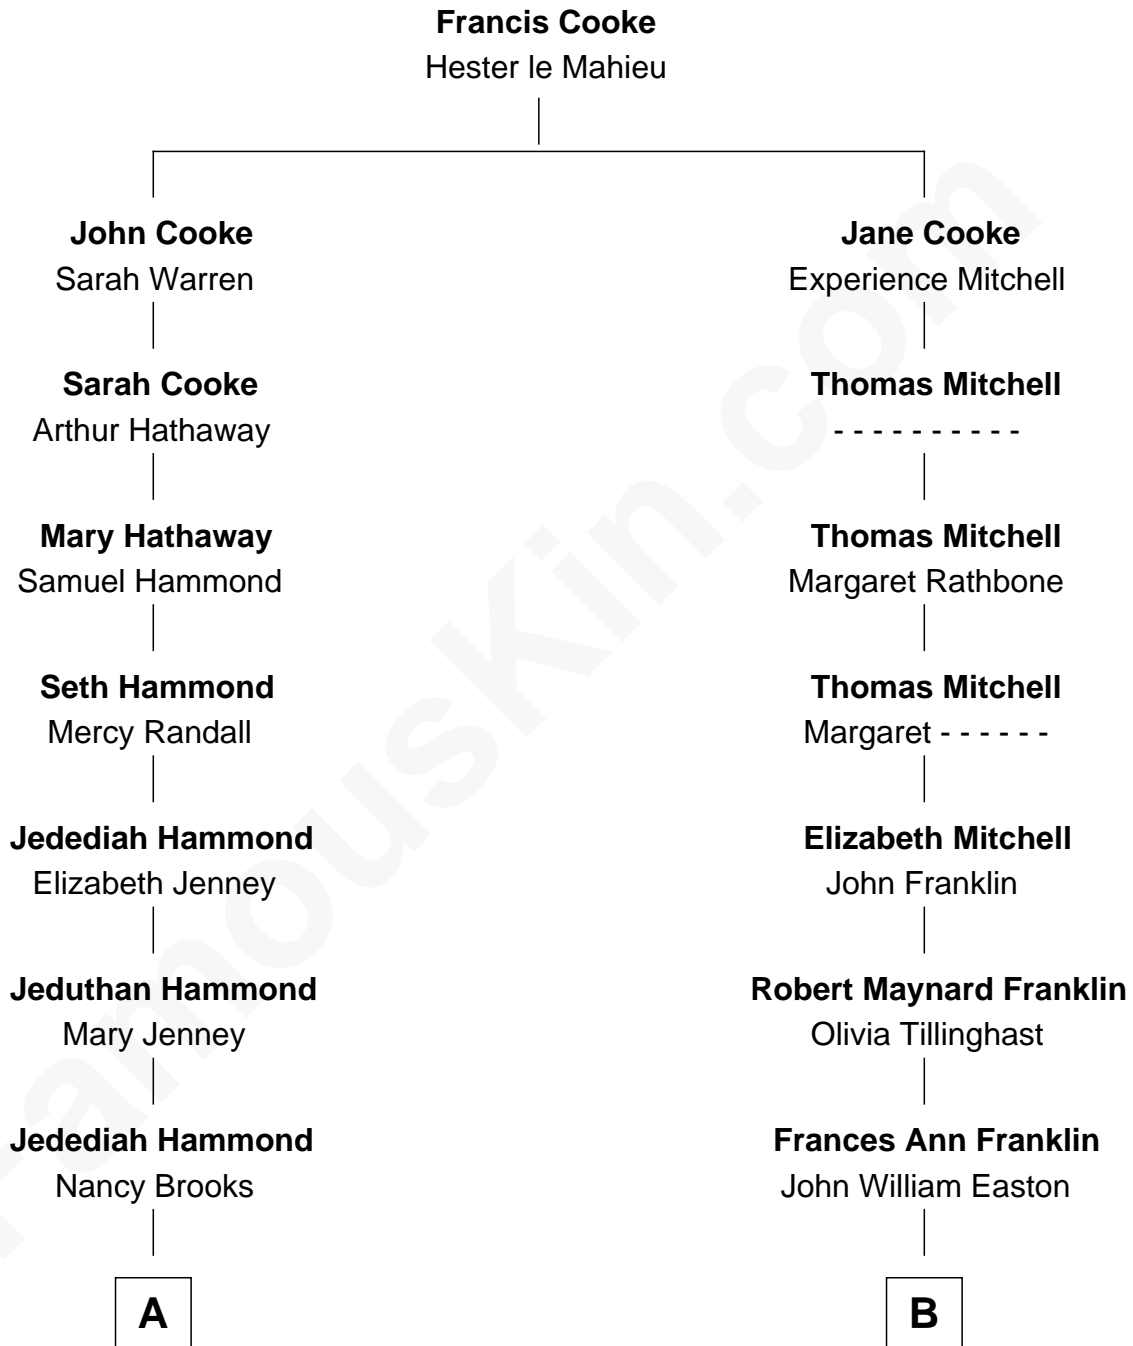 Francis Cooke
Hester le Mahieu
John Cooke
Sarah Warren
Jane Cooke
Experience Mitchell
Sarah Cooke
Arthur Hathaway
Thomas Mitchell
- - - - - - - - - -
Mary Hathaway
Samuel Hammond
Thomas Mitchell
Margaret Rathbone
Seth Hammond
Mercy Randall
Thomas Mitchell
Margaret - - - - - -
Jedediah Hammond
Elizabeth Jenney
Elizabeth Mitchell
John Franklin
Jeduthan Hammond
Mary Jenney
Robert Maynard Franklin
Olivia Tillinghast
Jedediah Hammond
Nancy Brooks
Frances Ann Franklin
John William Easton
A
B
FamousKin.com